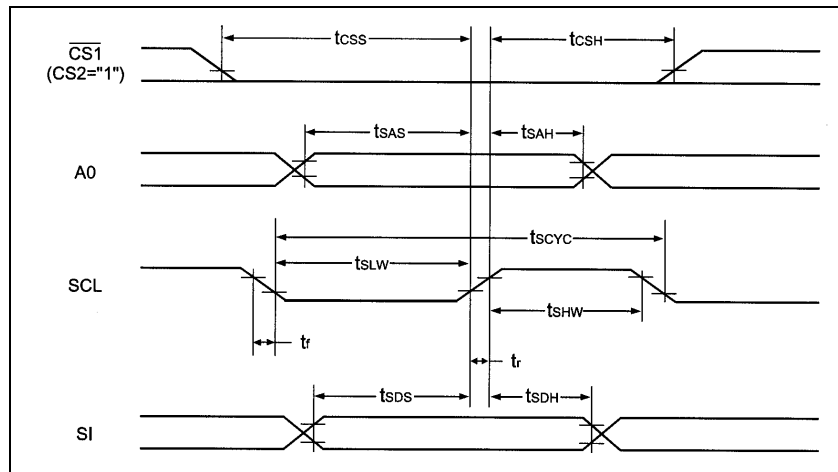 CS1
(CS2="1")
tCSS
tCSH
A0
tSAS
tSAH
tSCYC
SCL
tSLW
tSHW
tf
tr
SI
tSDS
tSDH